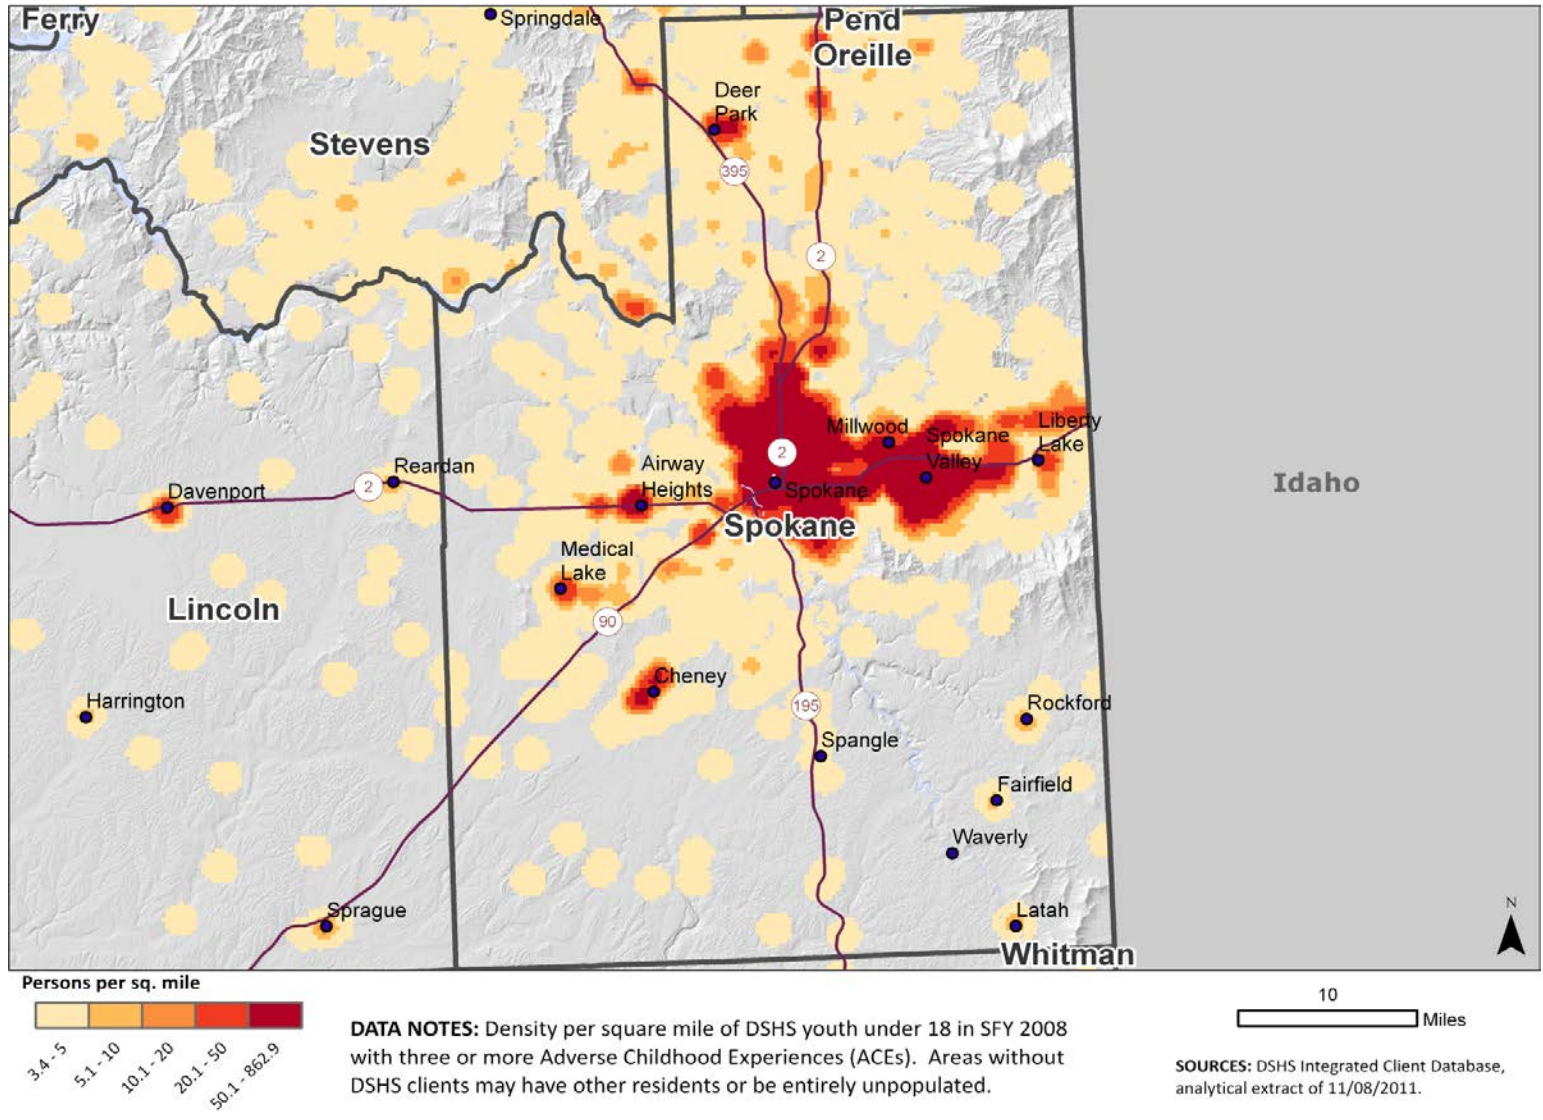 Ferry
Springdale
Pend
Oreille
Deer
Park
Stevens
395
2
Millwood
Liberty
Lake
Spokane
Valley
2
Airway
Heights
Reardan
2
Davenport
Spokane
Spokane
Idaho
Medical
Lake
Lincoln
90
Cheney
195
Harrington
Rockford
Spangle
Fairfield
Waverly
Sprague
Latah
N
Whitman
Persons per sq. mile
3.4 - 5
5.1 - 10
10.1 - 20
20.1 - 50
50.1 - 862.9
DATA NOTES: Density per square mile of DSHS youth under 18 in SFY 2008
with three or more Adverse Childhood Experiences (ACEs). Areas without
DSHS clients may have other residents or be entirely unpopulated.
10
Miles
SOURCES: DSHS Integrated Client Database,
analytical extract of 11/08/2011.